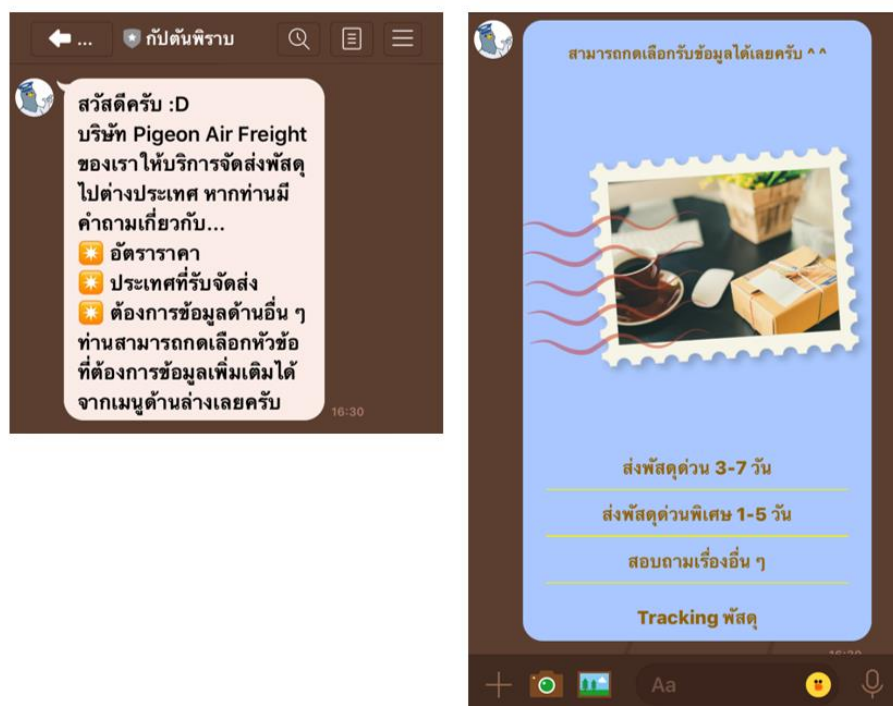 ... กัปตันพิราบ
สวัสดีครับ :D
บริษัท Pigeon Air Freight
ของเราให้บริการจัดส่งพัสดุ
ไปต่างประเทศ หากท่านมี
คำถามเกี่ยวกับ...
อัตราราคา
ประเทศที่รับจัดส่ง
ต้องการข้อมูลด้านอื่น ๆ
ท่านสามารถกดเลือกหัวข้อ
ที่ต้องการข้อมูลเพิ่มเติมได้
จากเมนูด้านล่างเลยครับ
16:30
สามารถกดเลือกรับข้อมูลได้เลยครับ ^ ^
ส่งพัสดุด่วน 3-7 วัน
ส่งพัสดุด่วนพิเศษ 1-5 วัน
สอบถามเรื่องอื่น ๆ
Tracking พัสดุ
Aa